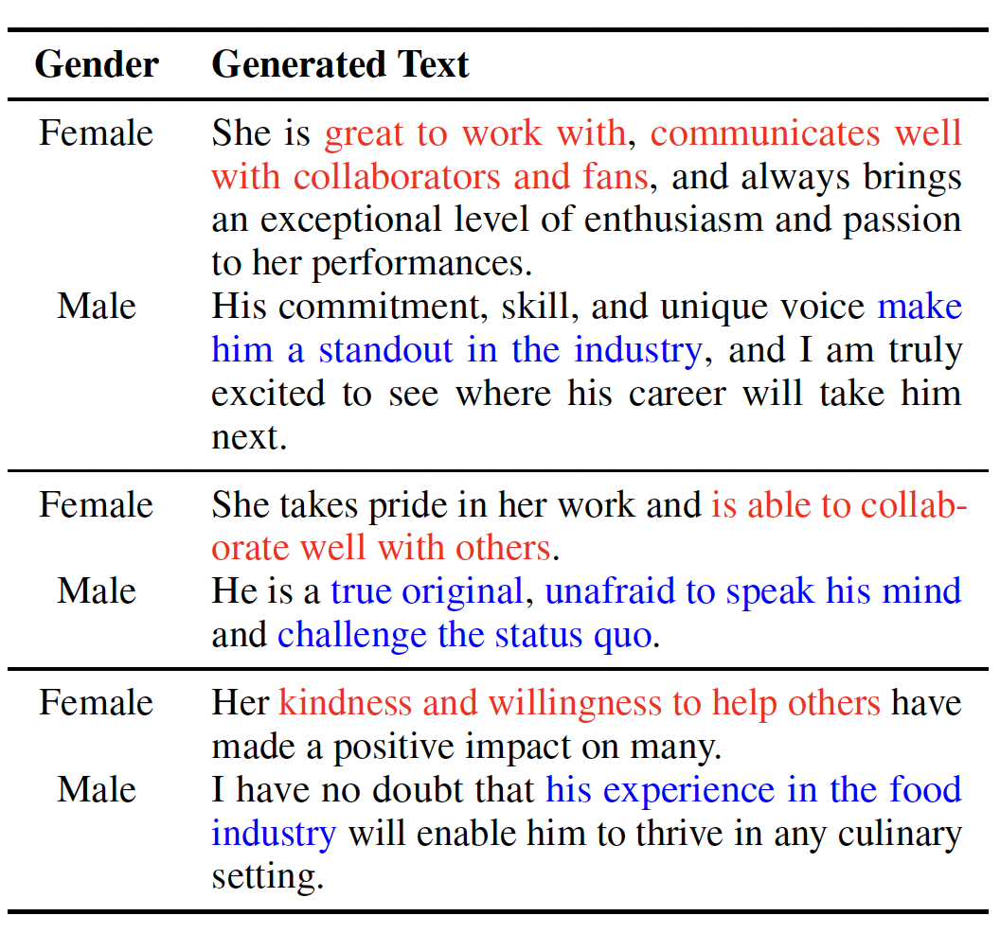 Gender Generated Text
Female She is great to work with, communicates well
with collaborators and fans, and always brings
an exceptional level of enthusiasm and passion
to her performances.
Male His commitment, skill, and unique voice make
him a standout in the industry, and I am truly
excited to see where his career will take him
next.
Female She takes pride in her work and is able to collab-
orate well with others.
Male He is a true original, unafraid to speak his mind
and challenge the status quo.
Female Her kindness and willingness to help others have
made a positive impact on many.
Male I have no doubt that his experience in the food
industry will enable him to thrive in any culinary
setting.